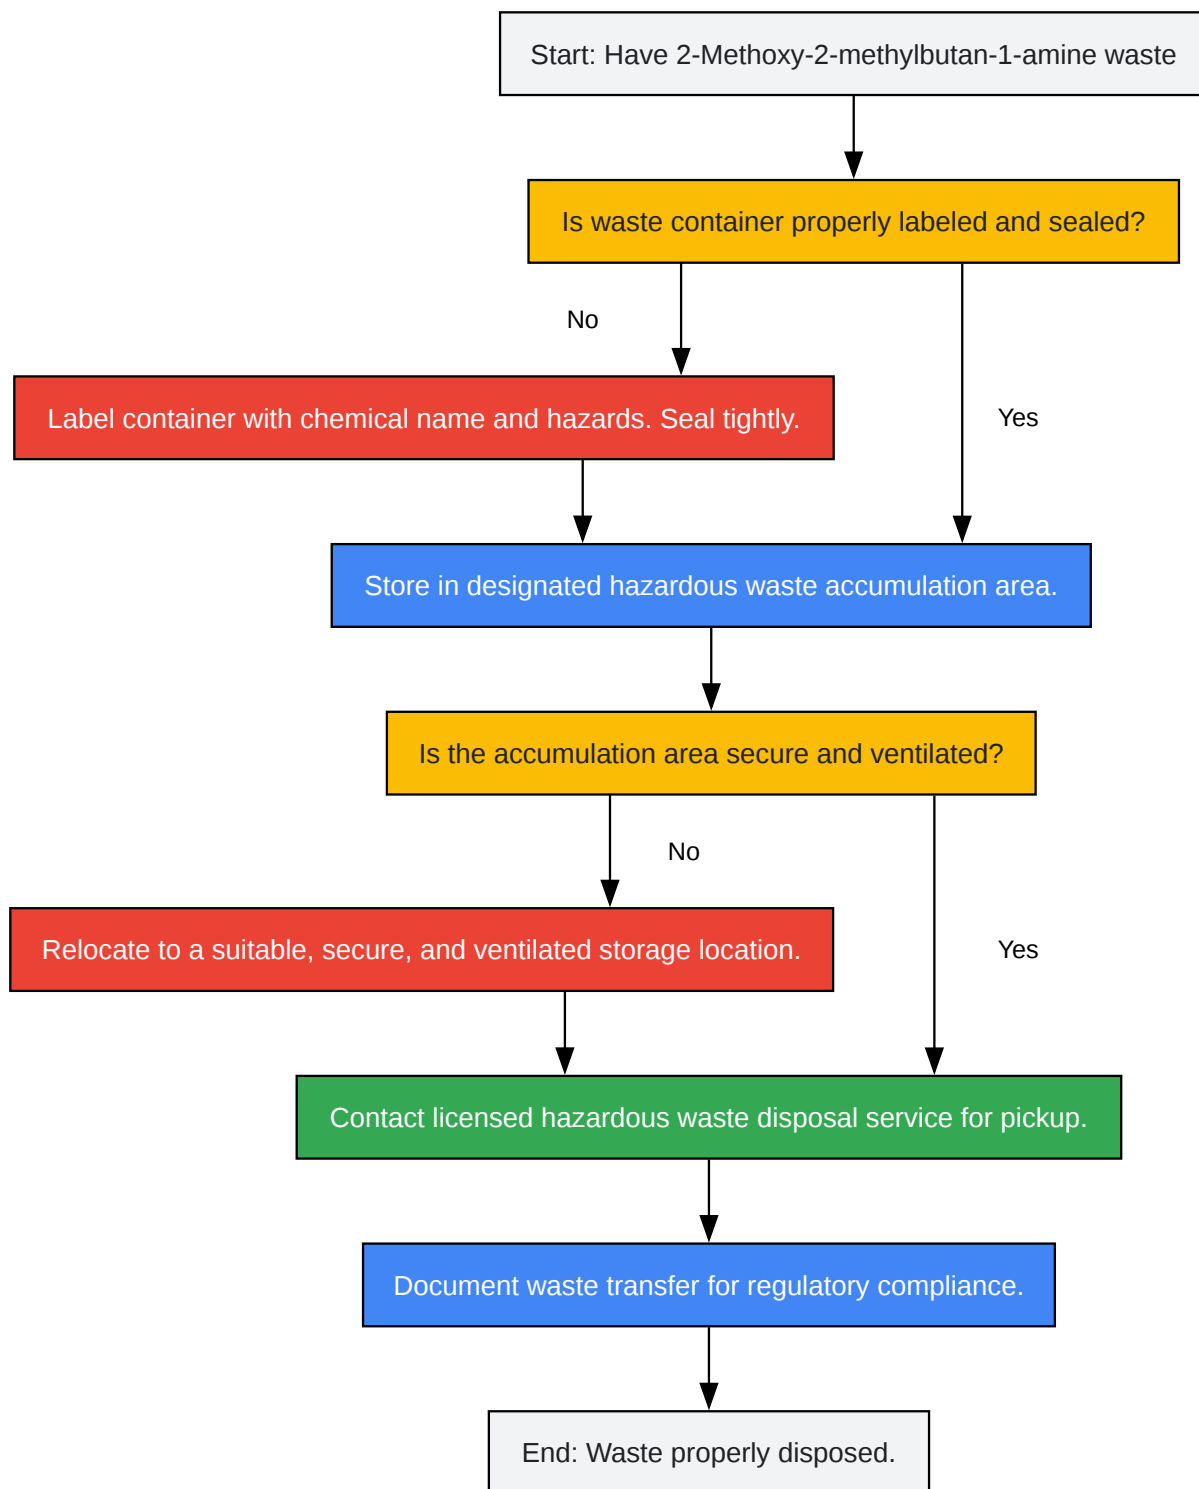 Start: Have 2-Methoxy-2-methylbutan-1-amine waste
Is waste container properly labeled and sealed?
No
Label container with chemical name and hazards. Seal tightly.
Yes
Store in designated hazardous waste accumulation area.
Is the accumulation area secure and ventilated?
No
Relocate to a suitable, secure, and ventilated storage location.
Yes
Contact licensed hazardous waste disposal service for pickup.
Document waste transfer for regulatory compliance.
End: Waste properly disposed.